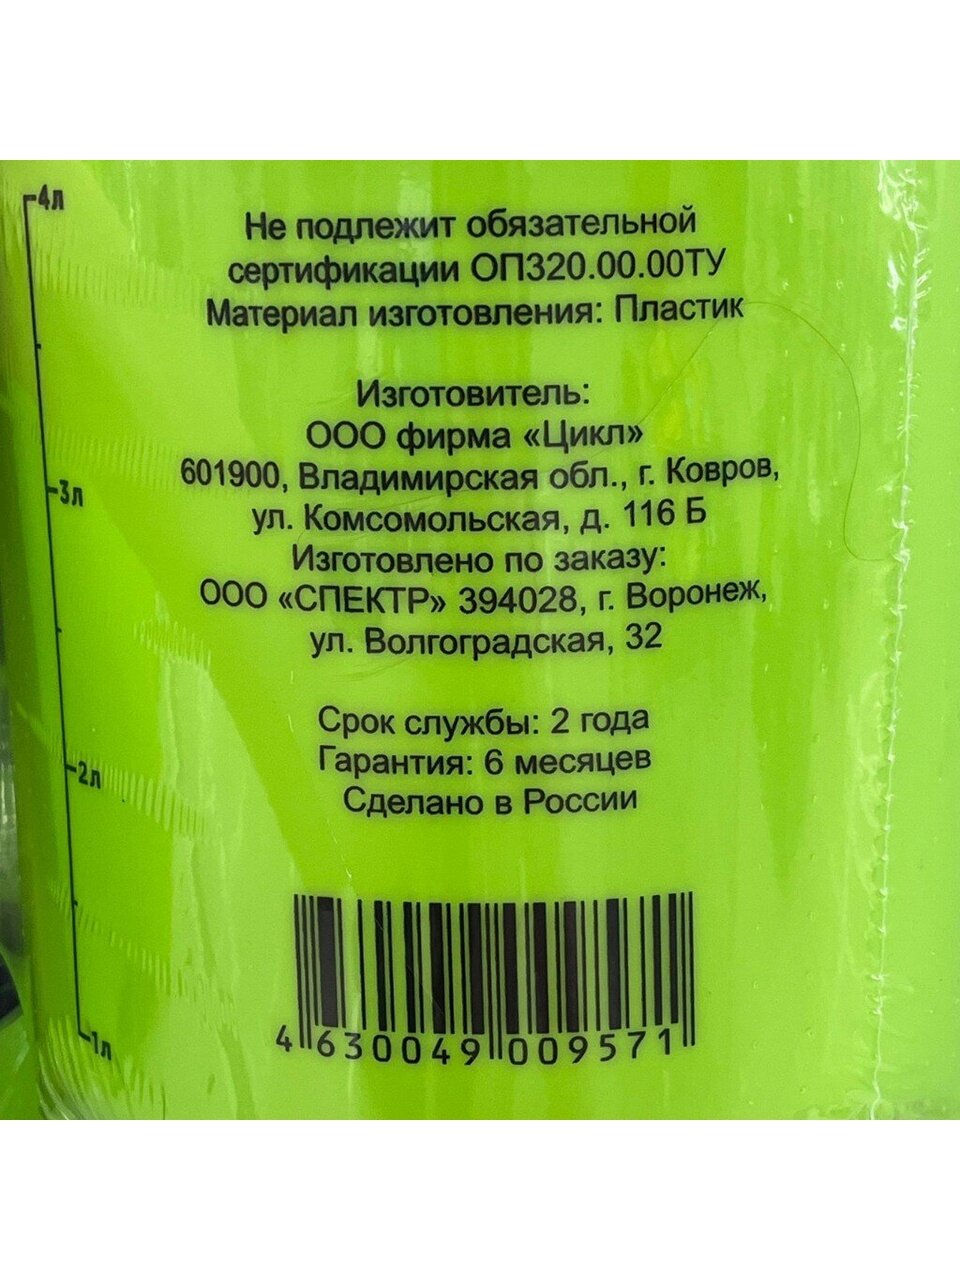 4л
Не подлежит обязательной
сертификации ОП320.00.00ТУ
Материал изготовления: Пластик
Изготовитель:
ООО фирма «Цикл»
601900, Владимирская обл., г. Ковров,
3л
ул. Комсомольская, д. 116 Б
Изготовлено по заказу:
ООО «СПЕКТР» 394028, г. Воронеж,
ул. Волгоградская, 32
Срок службы: 2 года
Гарантия: 6 месяцев
2л
Сделано в России
4 630049 009571
1л